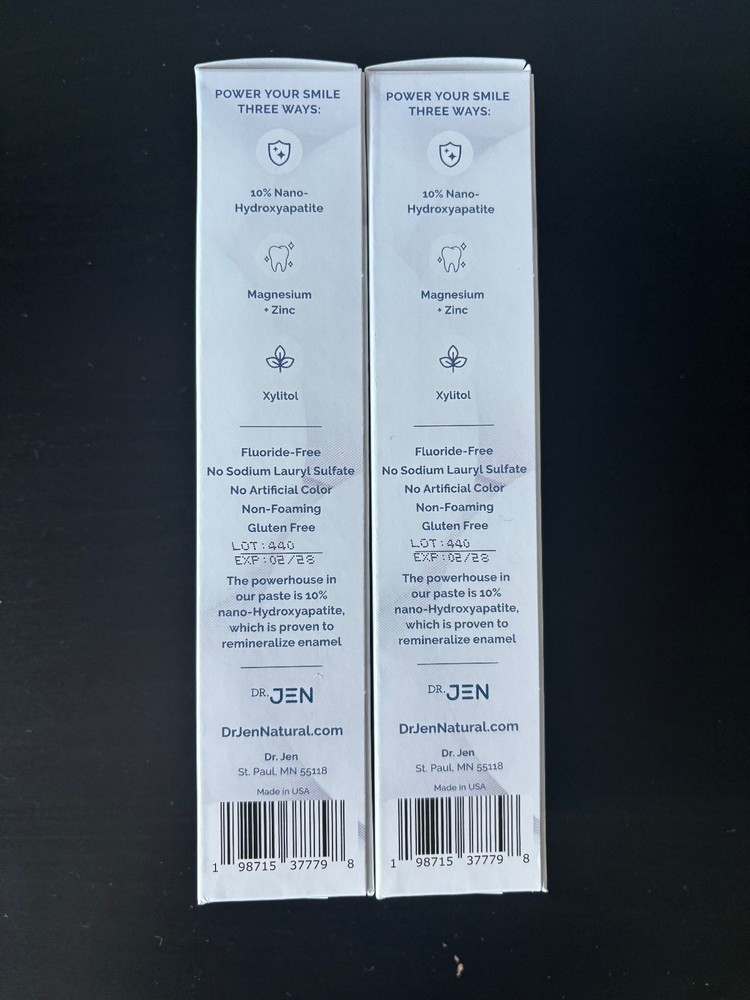 POWER YOUR SMILE
THREE WAYS:
10% Nano-
Hydroxyapatite
Magnesium
+ Zinc
Xylitol
Fluoride-Free
No Sodium Lauryl Sulfate
No Artificial Color
Non-Foaming
Gluten Free
LOT:440
EXP:02/28
The powerhouse in
our paste is 10%
nano-Hydroxyapatite,
which is proven to
remineralize enamel
DR. JEN
DrJenNatural.com
Dr. Jen
St. Paul, MN 55118
Made in USA
1 98715 37779 8
POWER YOUR SMILE
THREE WAYS:
10% Nano-
Hydroxyapatite
Magnesium
+ Zinc
Xylitol
Fluoride-Free
No Sodium Lauryl Sulfate
No Artificial Color
Non-Foaming
Gluten Free
LOT:440
EXP:02/28
The powerhouse in
our paste is 10%
nano-Hydroxyapatite,
which is proven to
remineralize enamel
DR. JEN
DrJenNatural.com
Dr. Jen
St. Paul, MN 55118
Made in USA
1 98715 37779 8